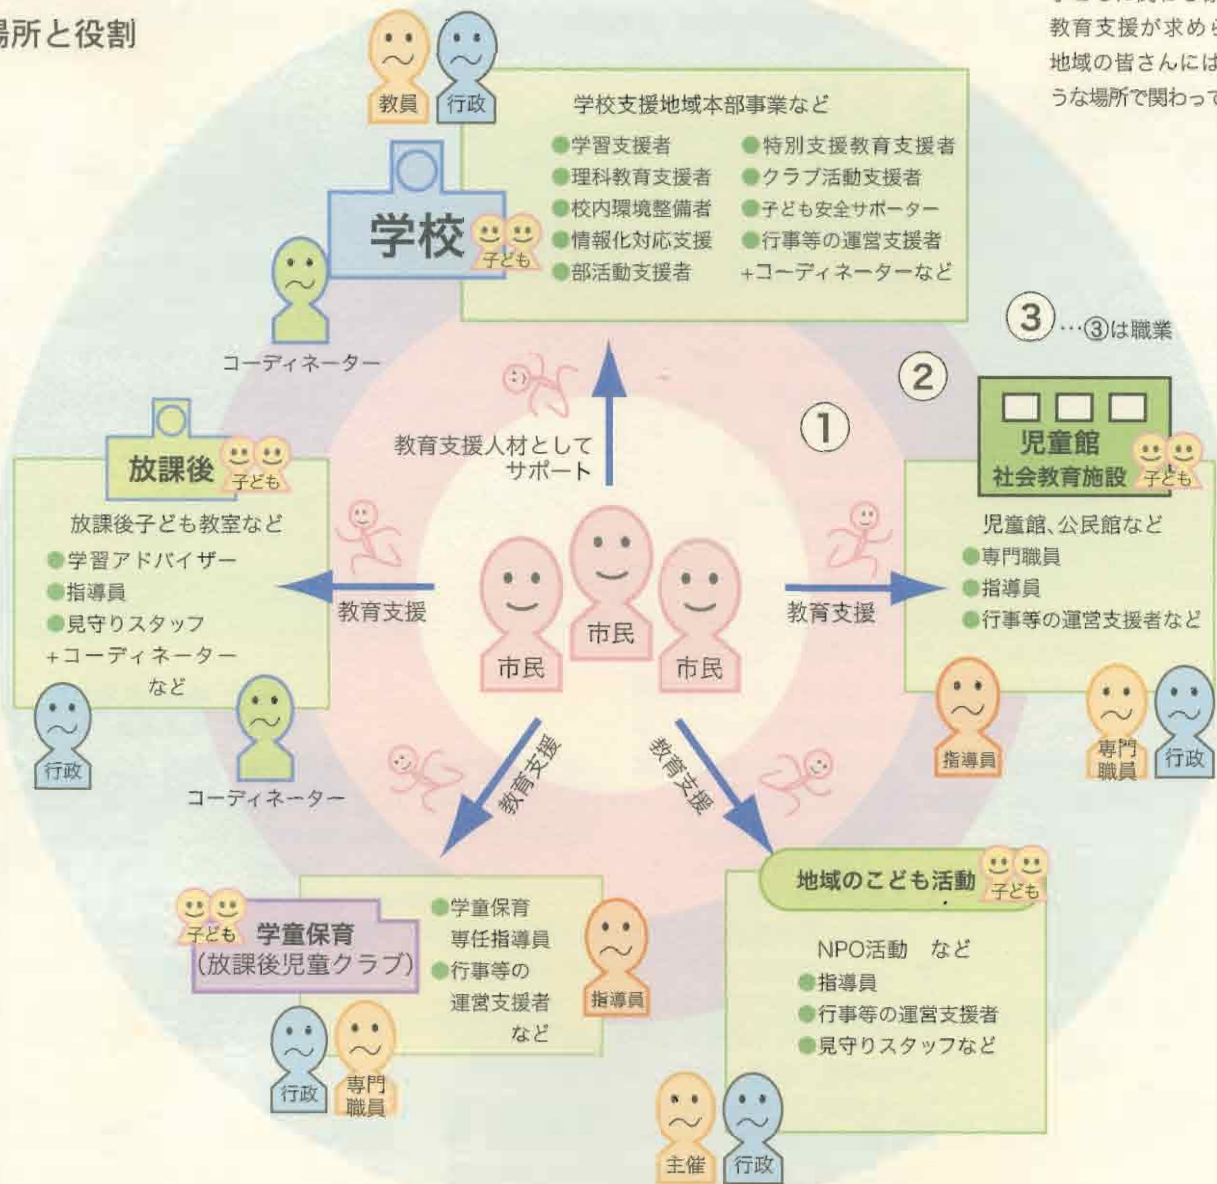 場所と役割
教育支援が求めら
地域の皆さんには
うな場所で関わって
教員
行政
学校
子ども
コーディネーター
学校支援地域本部事業など
●学習支援者
●理科教育支援者
●校内環境整備者
●情報化対応支援
●部活動支援者
●特別支援教育支援者
●クラブ活動支援者
●子ども安全サポーター
●行事等の運営支援者
+コーディネーターなど
③…③は職業
②
①
教育支援人材として
サポート
放課後
子ども
放課後子ども教室など
●学習アドバイザー
●指導員
●見守りスタッフ
+コーディネーター
など
行政
コーディネーター
教育支援
市民
市民
市民
教育支援
児童館
社会教育施設
子ども
児童館、公民館など
●専門職員
●指導員
●行事等の運営支援者など
指導員
専門
職員
行政
教育支援
教育支援
子ども
学童保育
(放課後児童クラブ)
●学童保育
専任指導員
●行事等の
運営支援者
など
指導員
行政
専門
職員
地域のこども活動
子ども
NPO活動 など
●指導員
●行事等の運営支援者
●見守りスタッフなど
主催
行政